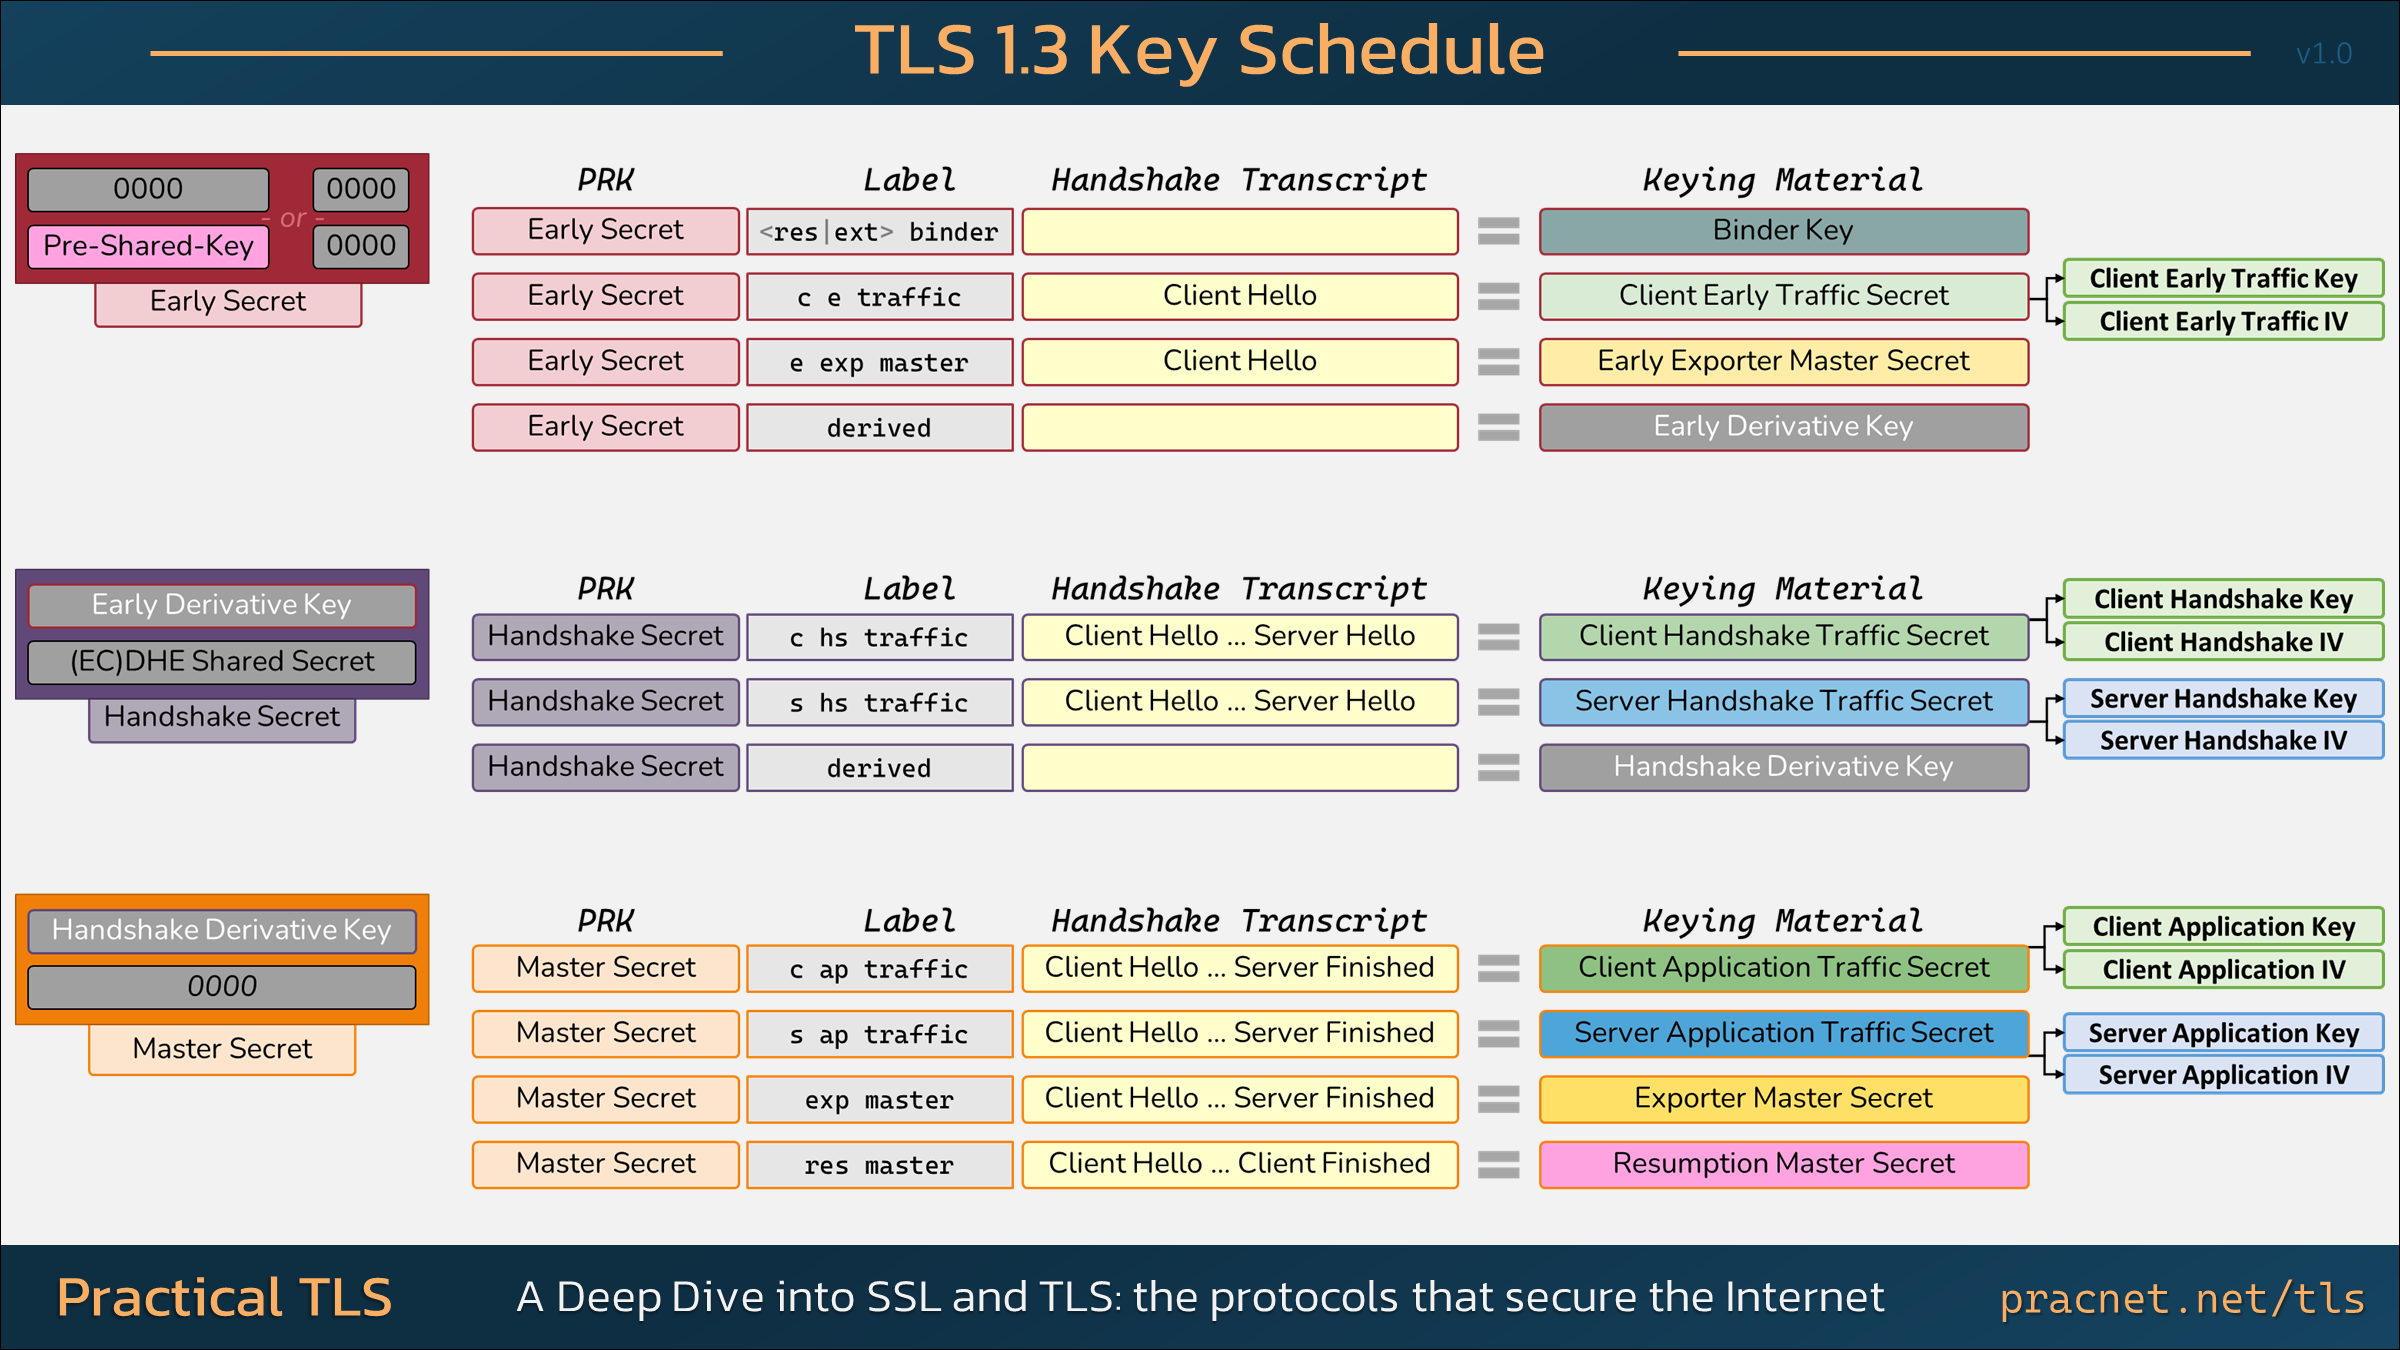 TLS 1.3 Key Schedule
v1.0
0000 0000
- or -
Pre-Shared-Key 0000
Early Secret
PRK Label Handshake Transcript Keying Material
Early Secret <res|ext> binder = Binder Key
Early Secret c e traffic Client Hello = Client Early Traffic Secret
Client Early Traffic Key
Client Early Traffic IV
Early Secret e exp master Client Hello = Early Exporter Master Secret
Early Secret derived = Early Derivative Key
Early Derivative Key
(EC)DHE Shared Secret
Handshake Secret
PRK Label Handshake Transcript Keying Material
Handshake Secret c hs traffic Client Hello ... Server Hello = Client Handshake Traffic Secret
Client Handshake Key
Client Handshake IV
Handshake Secret s hs traffic Client Hello ... Server Hello = Server Handshake Traffic Secret
Server Handshake Key
Server Handshake IV
Handshake Secret derived = Handshake Derivative Key
Handshake Derivative Key
0000
Master Secret
PRK Label Handshake Transcript Keying Material
Master Secret c ap traffic Client Hello ... Server Finished = Client Application Traffic Secret
Client Application Key
Client Application IV
Master Secret s ap traffic Client Hello ... Server Finished = Server Application Traffic Secret
Server Application Key
Server Application IV
Master Secret exp master Client Hello ... Server Finished = Exporter Master Secret
Master Secret res master Client Hello ... Client Finished = Resumption Master Secret
Practical TLS
A Deep Dive into SSL and TLS: the protocols that secure the Internet
pracnet.net/tls